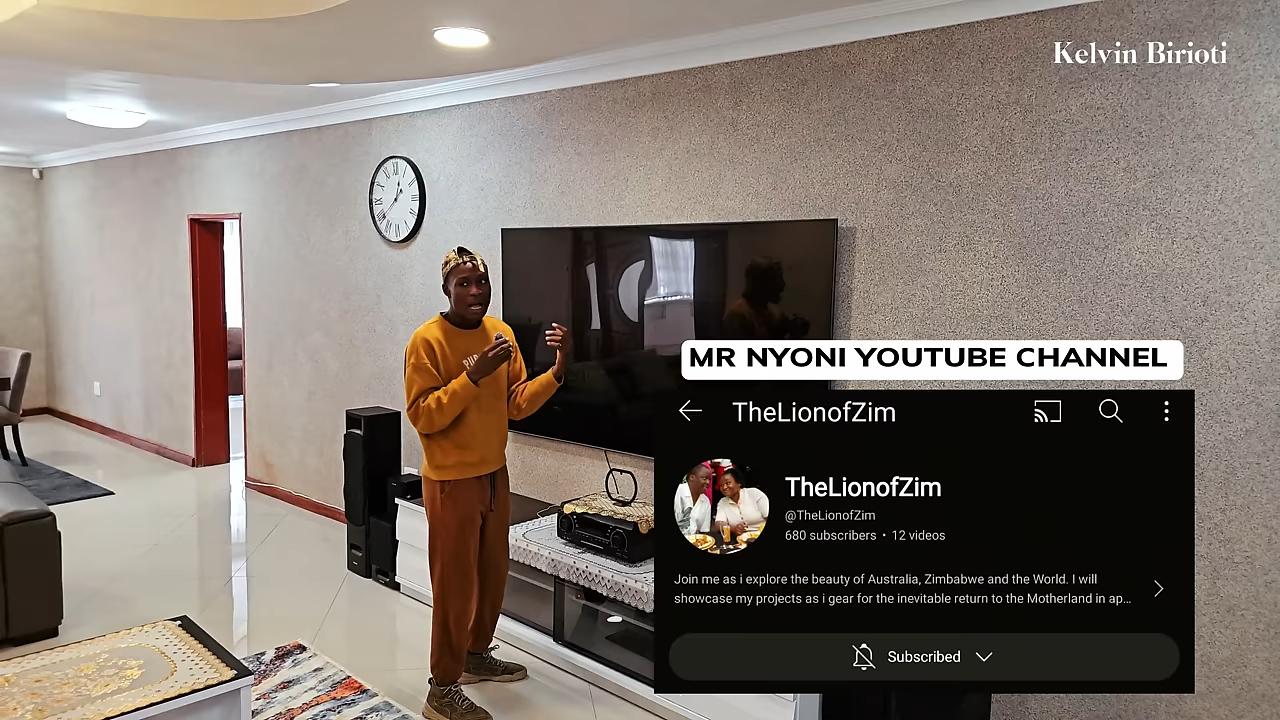 Kelvin Birioti
MR NYONI YOUTUBE CHANNEL
TheLionofZim
TheLionofZim
@TheLionofZim
680 subscribers • 12 videos
Join me as i explore the beauty of Australia, Zimbabwe and the World. I will
showcase my projects as i gear for the inevitable return to the Motherland in ap...
Subscribed